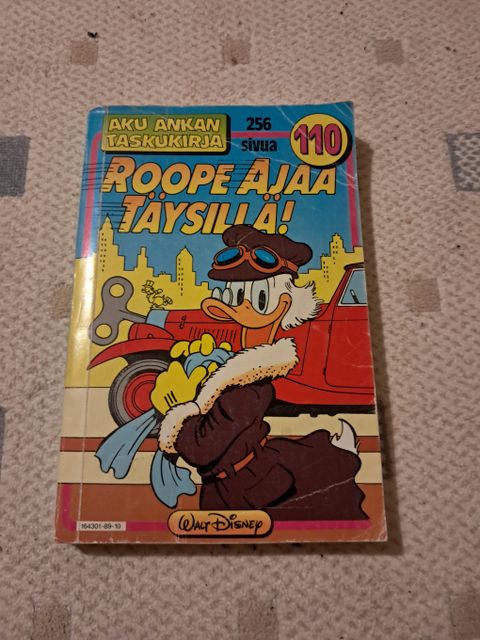 AKU ANKAN
TASKUKIRJA
256
sivua
110
ROOPE AJAA
TÄYSILLÄ!
164301-89-10
WALT DISNEY